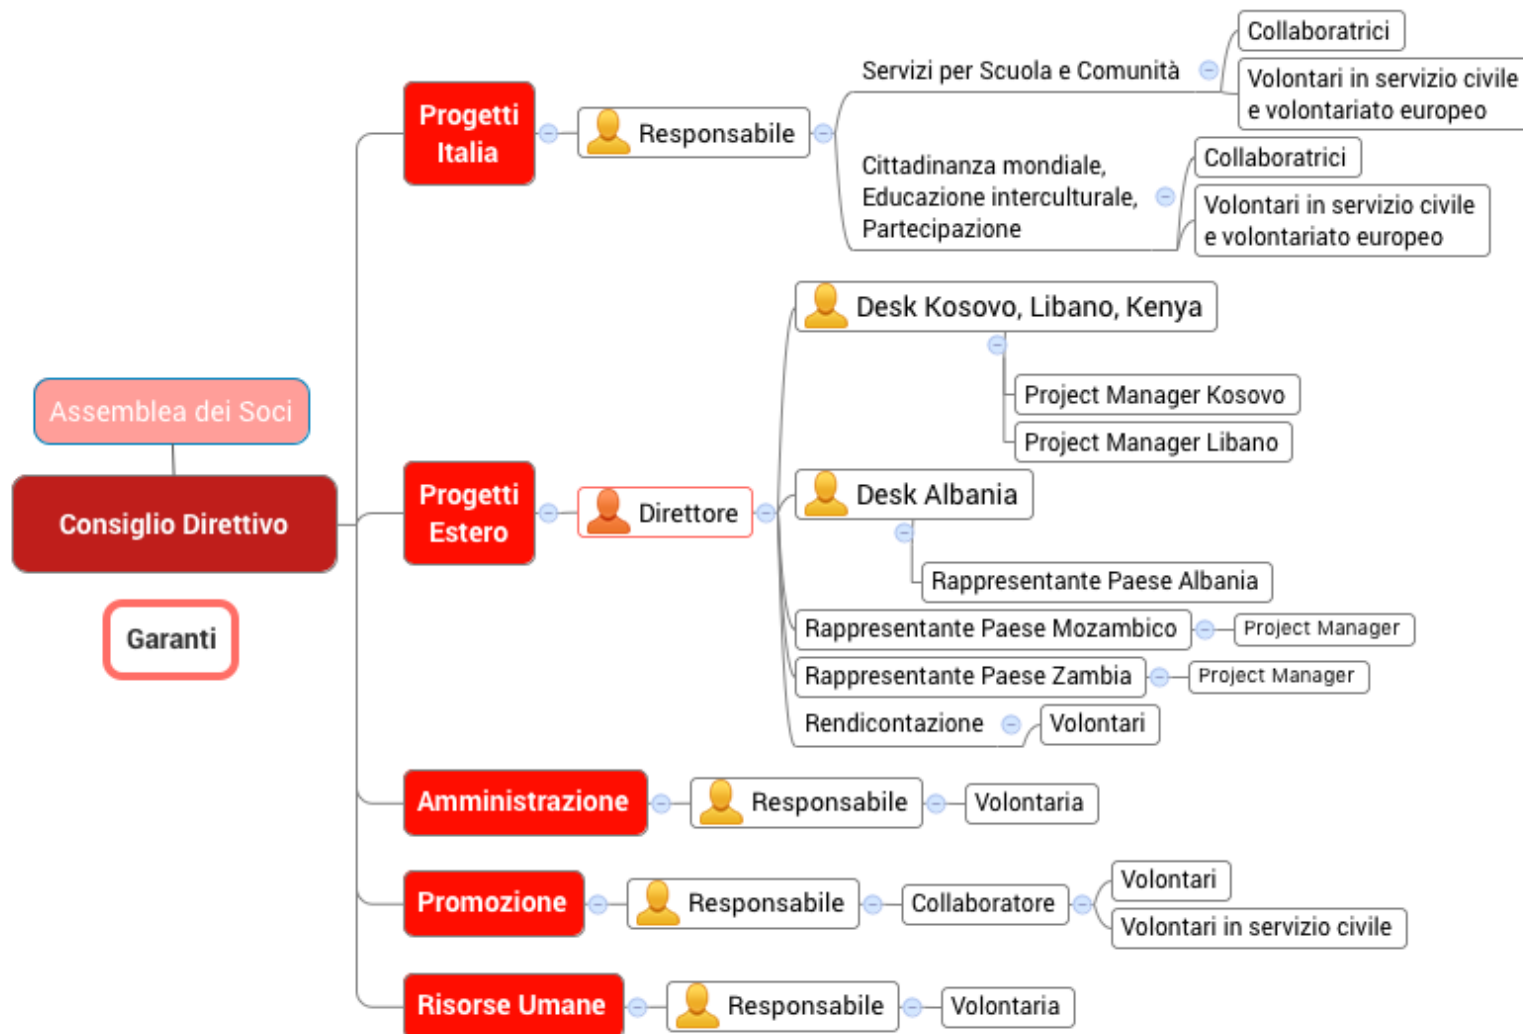 Assemblea dei Soci
Consiglio Direttivo
Garanti
Progetti
Italia
Responsabile
Servizi per Scuola e Comunità
Collaboratrici
Volontari in servizio civile
e volontariato europeo
Cittadinanza mondiale,
Educazione interculturale,
Partecipazione
Collaboratrici
Volontari in servizio civile
e volontariato europeo
Progetti
Estero
Direttore
Desk Kosovo, Libano, Kenya
Project Manager Kosovo
Project Manager Libano
Desk Albania
Rappresentante Paese Albania
Rappresentante Paese Mozambico
Project Manager
Rappresentante Paese Zambia
Project Manager
Rendicontazione
Volontari
Amministrazione
Responsabile
Volontaria
Promozione
Responsabile
Collaboratore
Volontari
Volontari in servizio civile
Risorse Umane
Responsabile
Volontaria